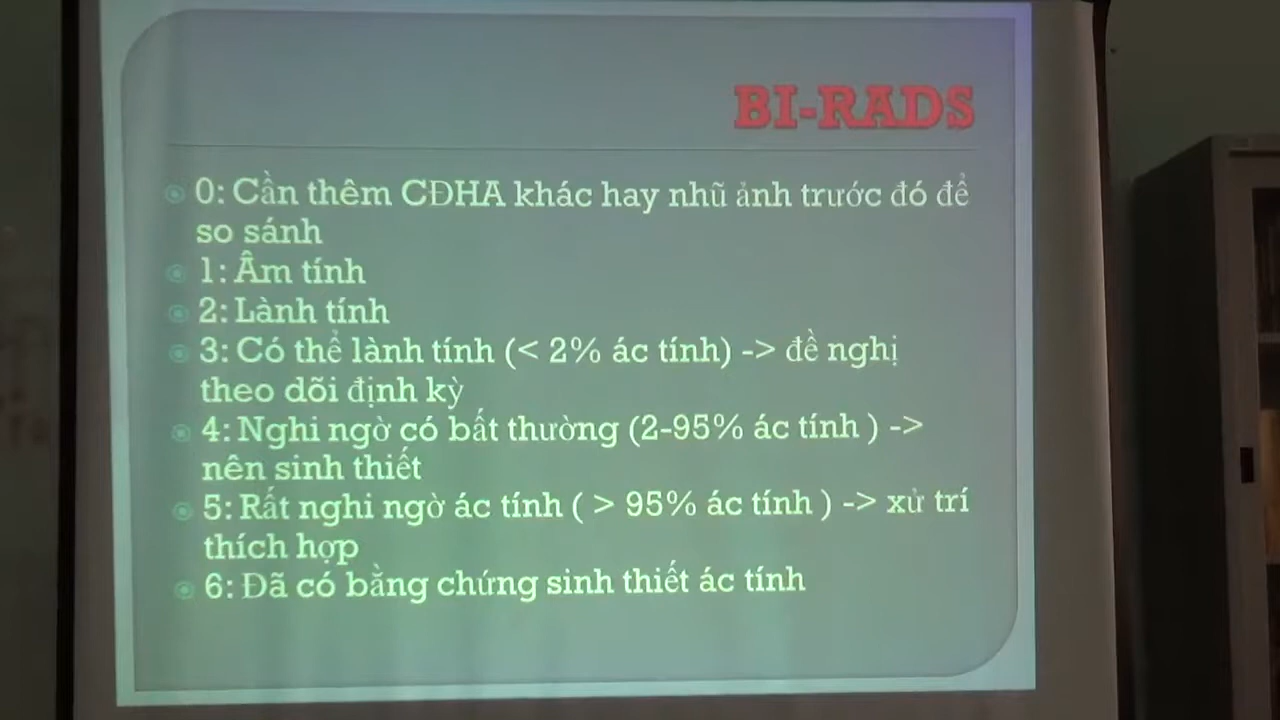 BI-RADS
0: Cần thêm CĐHA khác hay nhũ ảnh trước đó để
so sánh
1: Âm tính
2: Lành tính
3: Có thể lành tính (< 2% ác tính) -> đề nghị
theo dõi định kỳ
4: Nghi ngờ có bất thường (2-95% ác tính ) ->
nên sinh thiết
5: Rất nghi ngờ ác tính ( > 95% ác tính ) -> xử trí
thích hợp
6: Đã có bằng chứng sinh thiết ác tính